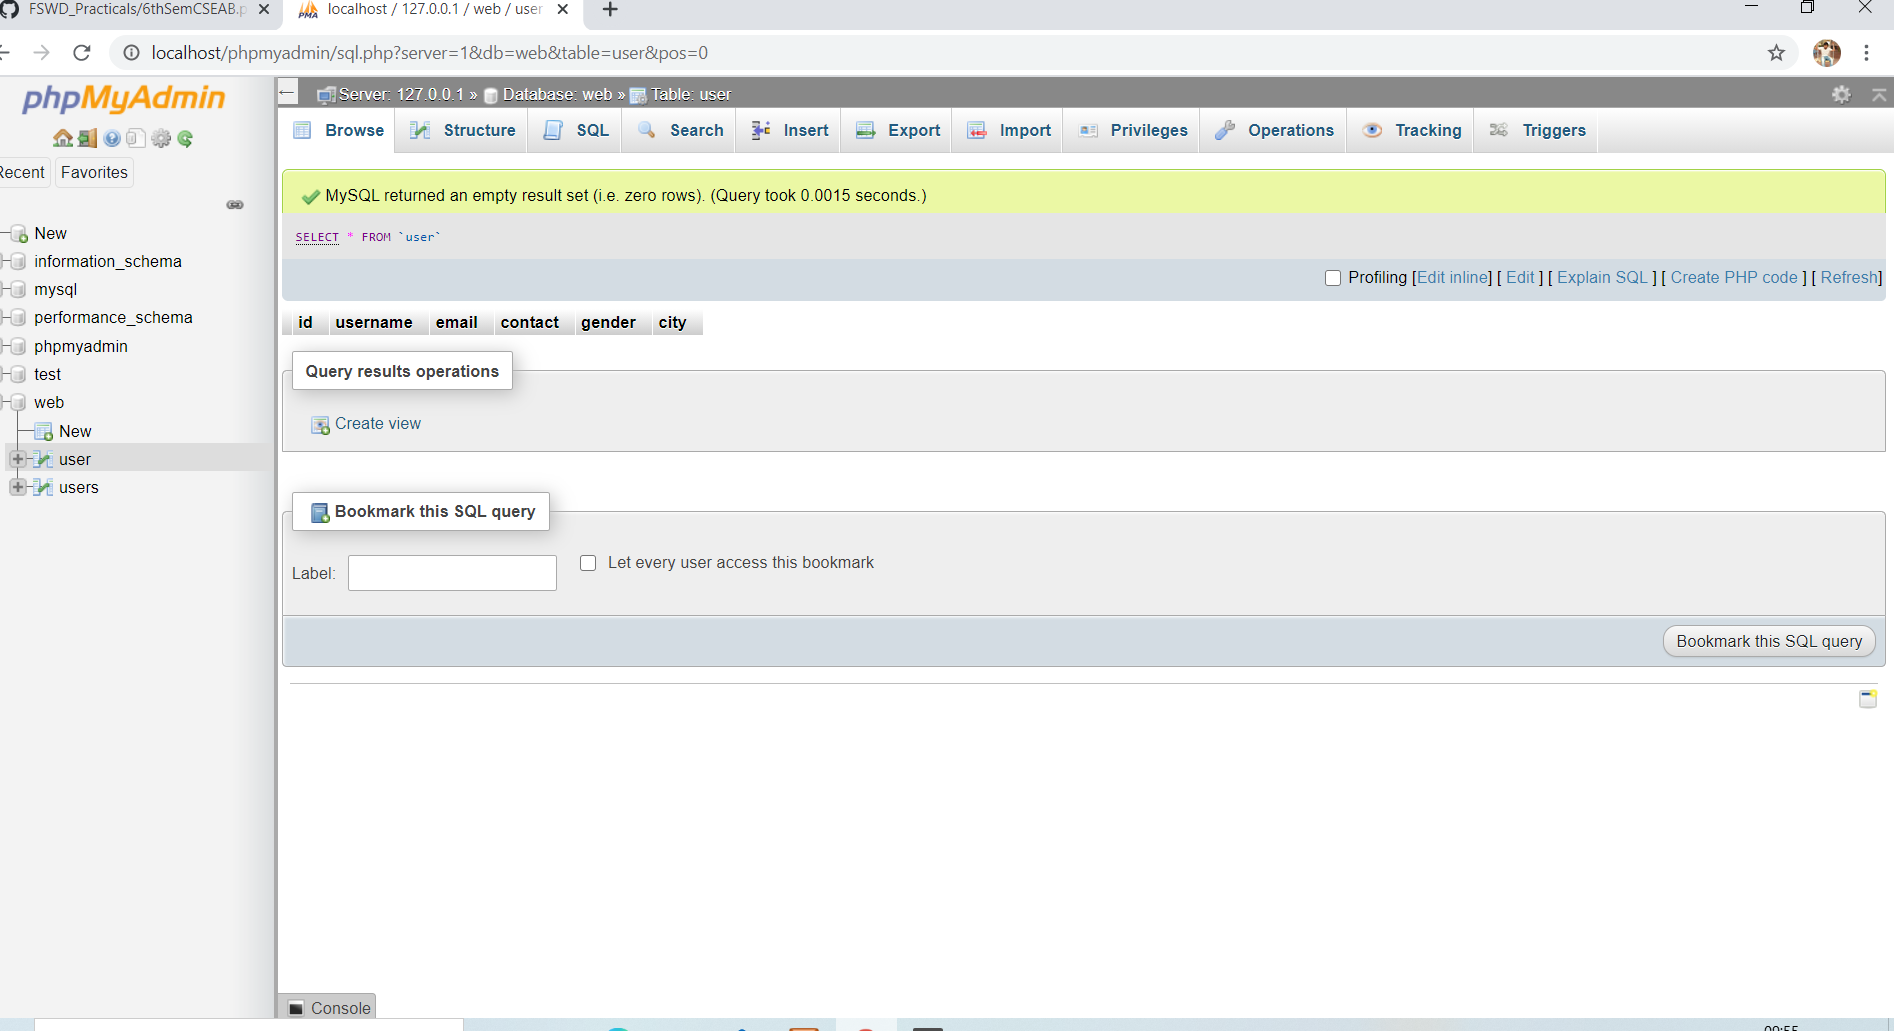 FSWD_Practicals/6thSemCSEAB.p
localhost / 127.0.0.1 / web / user
localhost/phpmyadmin/sql.php?server=1&db=web&table=user&pos=0
phpMyAdmin
Recent
Favorites
New
information_schema
mysql
performance_schema
phpmyadmin
test
web
New
user
users
Server: 127.0.0.1 » Database: web » Table: user
Browse Structure SQL Search Insert Export Import Privileges Operations Tracking Triggers
MySQL returned an empty result set (i.e. zero rows). (Query took 0.0015 seconds.)
SELECT * FROM `user`
Profiling [Edit inline] [ Edit ] [ Explain SQL ] [ Create PHP code ] [ Refresh]
id username email contact gender city
Query results operations
Create view
Bookmark this SQL query
Label:
Let every user access this bookmark
Bookmark this SQL query
Console